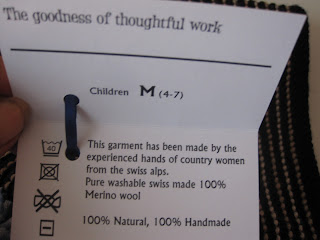 The goodness of thoughtful work
Children M (4-7)
40
This garment has been made by the
experienced hands of country women
from the swiss alps.
Pure washable swiss made 100%
Merino wool
100% Natural, 100% Handmade